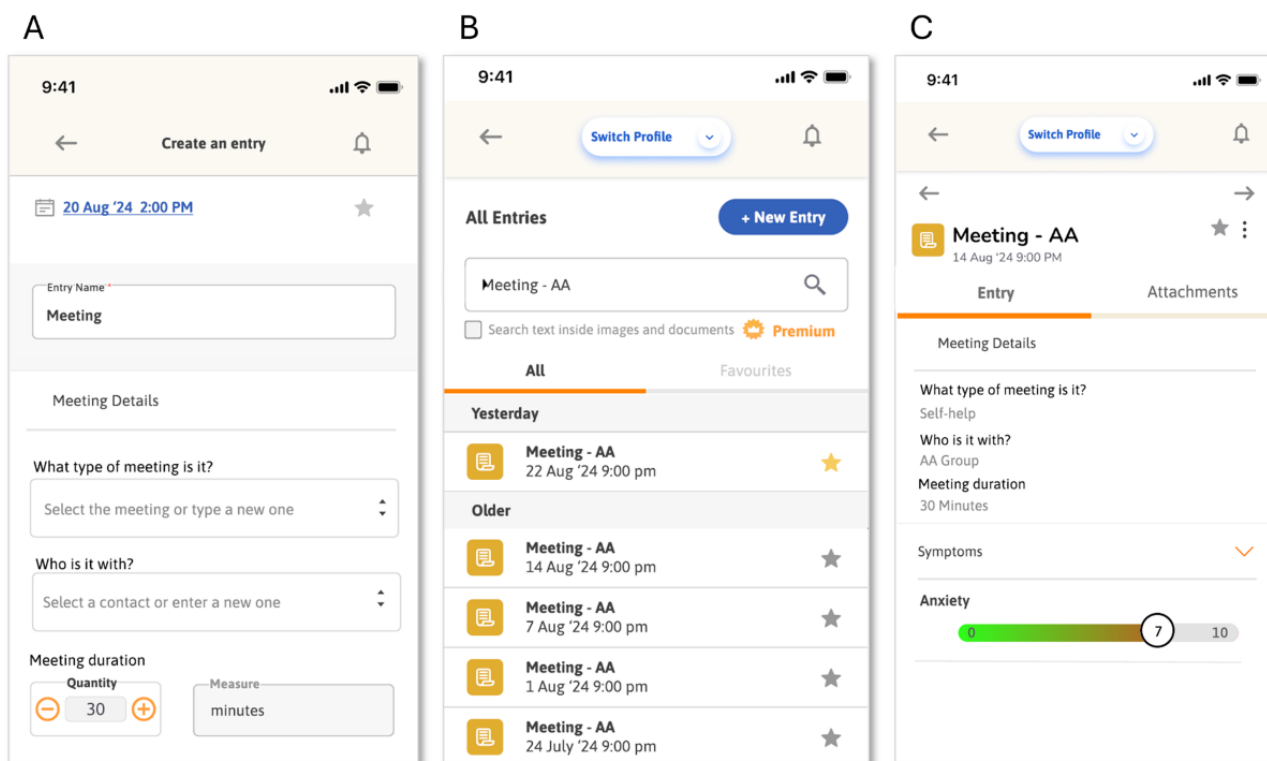 A
9:41
Create an entry
20 Aug ‘24 2:00 PM
Entry Name *
Meeting
Meeting Details
What type of meeting is it?
Select the meeting or type a new one
Who is it with?
Select a contact or enter a new one
Meeting duration
Quantity
30
Measure
minutes
B
9:41
Switch Profile
All Entries
+ New Entry
Meeting - AA
Search text inside images and documents Premium
All
Favourites
Yesterday
Meeting - AA
22 Aug ‘24 9:00 pm
Older
Meeting - AA
14 Aug ‘24 9:00 pm
Meeting - AA
7 Aug ‘24 9:00 pm
Meeting - AA
1 Aug ‘24 9:00 pm
Meeting - AA
24 July ‘24 9:00 pm
C
9:41
Switch Profile
Meeting - AA
14 Aug '24 9:00 PM
Entry
Attachments
Meeting Details
What type of meeting is it?
Self-help
Who is it with?
AA Group
Meeting duration
30 Minutes
Symptoms
Anxiety
0 7 10